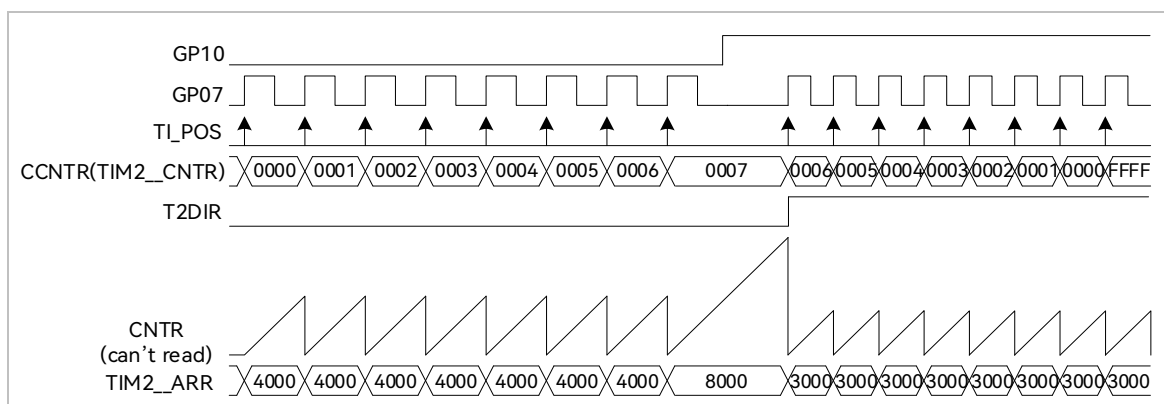 GP10
GP07
TI_POS
CCNTR(TIM2__CNTR) 0000 0001 0002 0003 0004 0005 0006 0007 0006 0005 0004 0003 0002 0001 0000 FFFF
T2DIR
CNTR
(can't read)
TIM2__ARR 4000 4000 4000 4000 4000 4000 4000 8000 3000 3000 3000 3000 3000 3000 3000 3000